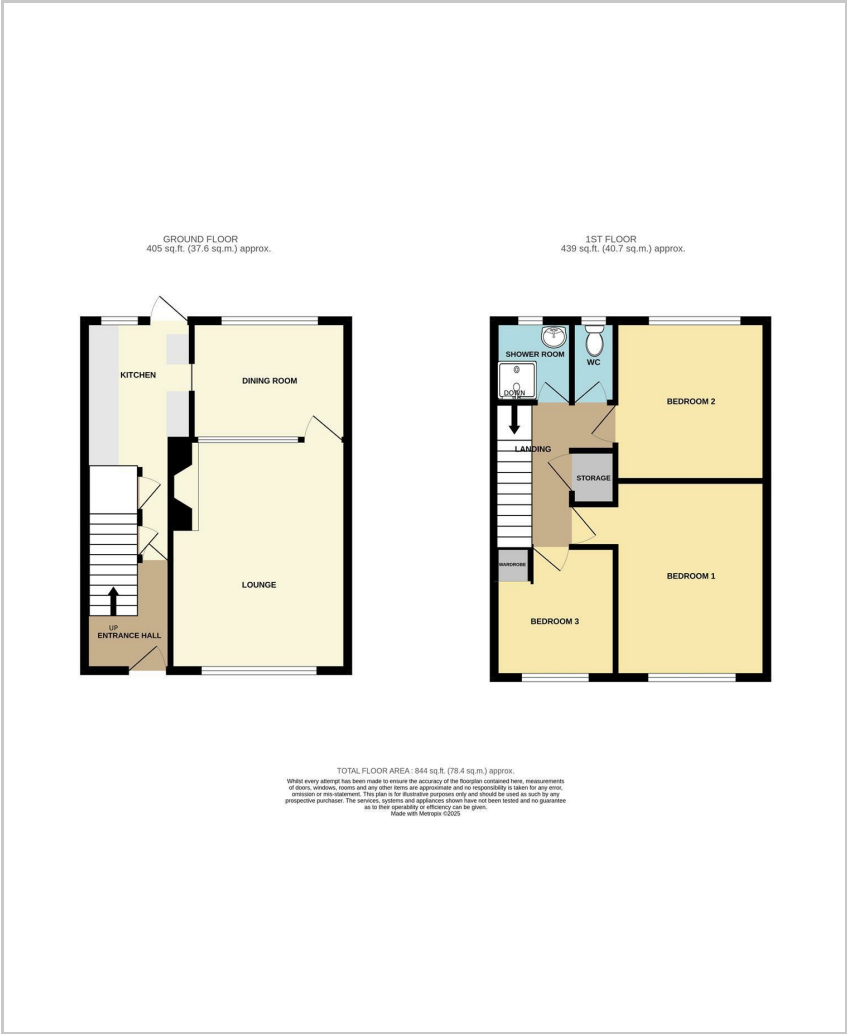 GROUND FLOOR
405 sq.ft. (37.6 sq.m.) approx.
KITCHEN
DINING ROOM
LOUNGE
UP
ENTRANCE HALL
1ST FLOOR
439 sq.ft. (40.7 sq.m.) approx.
SHOWER ROOM
WC
DOWN
BEDROOM 2
LANDING
STORAGE
WARDROBE
BEDROOM 1
BEDROOM 3
TOTAL FLOOR AREA : 844 sq.ft. (78.4 sq.m.) approx.
Whilst every attempt has been made to ensure the accuracy of the floorplan contained here, measurements
of doors, windows, rooms and any other items are approximate and no responsibility is taken for any error,
omission or mis-statement. This plan is for illustrative purposes only and should be used as such by any
prospective purchaser. The services, systems and appliances shown have not been tested and no guarantee
as to their operability or efficiency can be given.
Made with Metropix ©2025